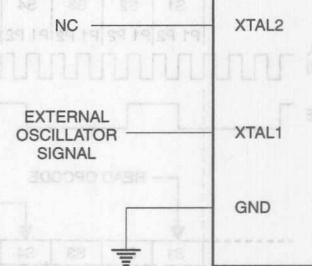 NC
XTAL2
EXTERNAL
OSCILLATOR
SIGNAL
XTAL1
GND